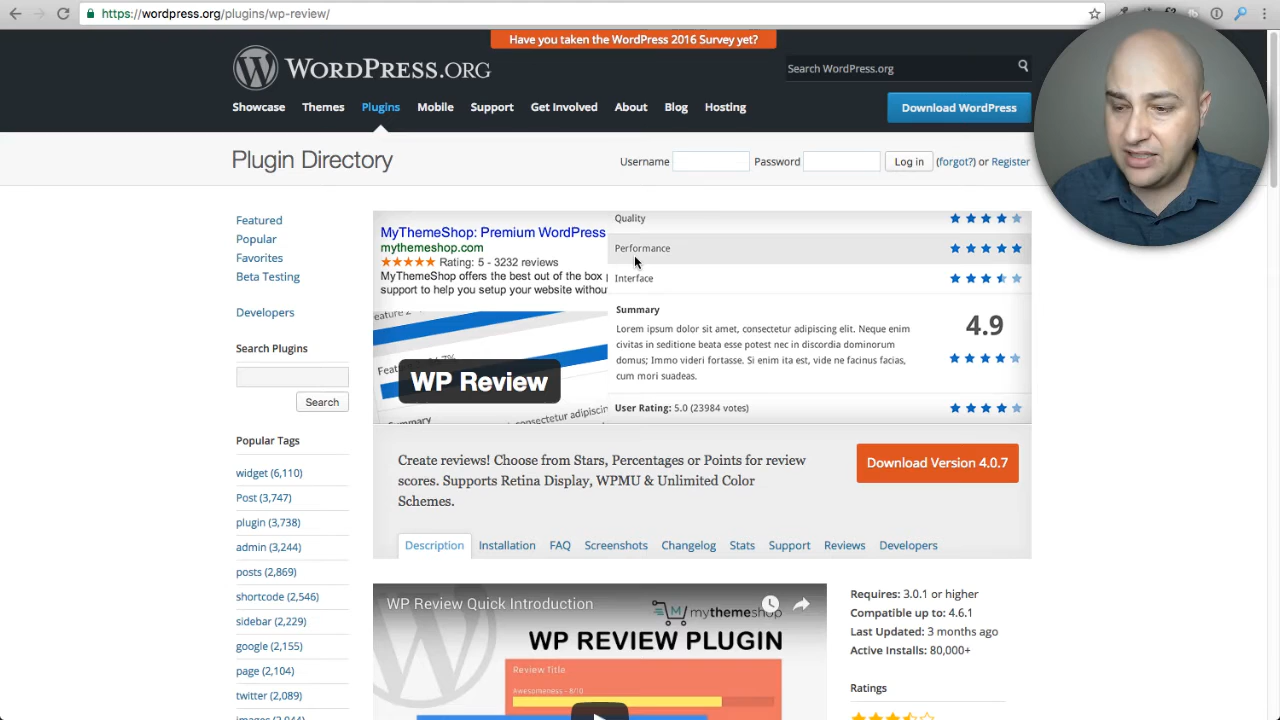 https://wordpress.org/plugins/wp-review/
Have you taken the WordPress 2016 Survey yet?
WORDPRESS.ORG
Search WordPress.org
Showcase Themes Plugins Mobile Support Get Involved About Blog Hosting
Download WordPress
Plugin Directory
Username Password Log in (forgot?) or Register
Featured
Popular
Favorites
Beta Testing
Developers
Search Plugins
Search
Popular Tags
widget (6,110)
Post (3,747)
plugin (3,738)
admin (3,244)
posts (2,869)
shortcode (2,546)
sidebar (2,229)
google (2,155)
page (2,104)
twitter (2,089)
MyThemeShop: Premium WordPress
mythemeshop.com
Rating: 5 - 3232 reviews
MyThemeShop offers the best out of the box
support to help you setup your website withou
Feature 2
Summary
consectetur adipiscin
WP Review
Quality
Performance
Interface
Summary
Lorem ipsum dolor sit amet, consectetur adipiscing elit. Neque enim
civitas in seditione beata esse potest nec in discordia dominorum
domus; Immo videri fortasse. Si enim ita est, vide ne facinus facias,
cum mori suadeas.
4.9
User Rating: 5.0 (23984 votes)
Create reviews! Choose from Stars, Percentages or Points for review
scores. Supports Retina Display, WPMU & Unlimited Color
Schemes.
Download Version 4.0.7
Description Installation FAQ Screenshots Changelog Stats Support Reviews Developers
WP Review Quick Introduction
mythemeshop
WP REVIEW PLUGIN
Review Title
Awesomeness - 8/10
Requires: 3.0.1 or higher
Compatible up to: 4.6.1
Last Updated: 3 months ago
Active Installs: 80,000+
Ratings